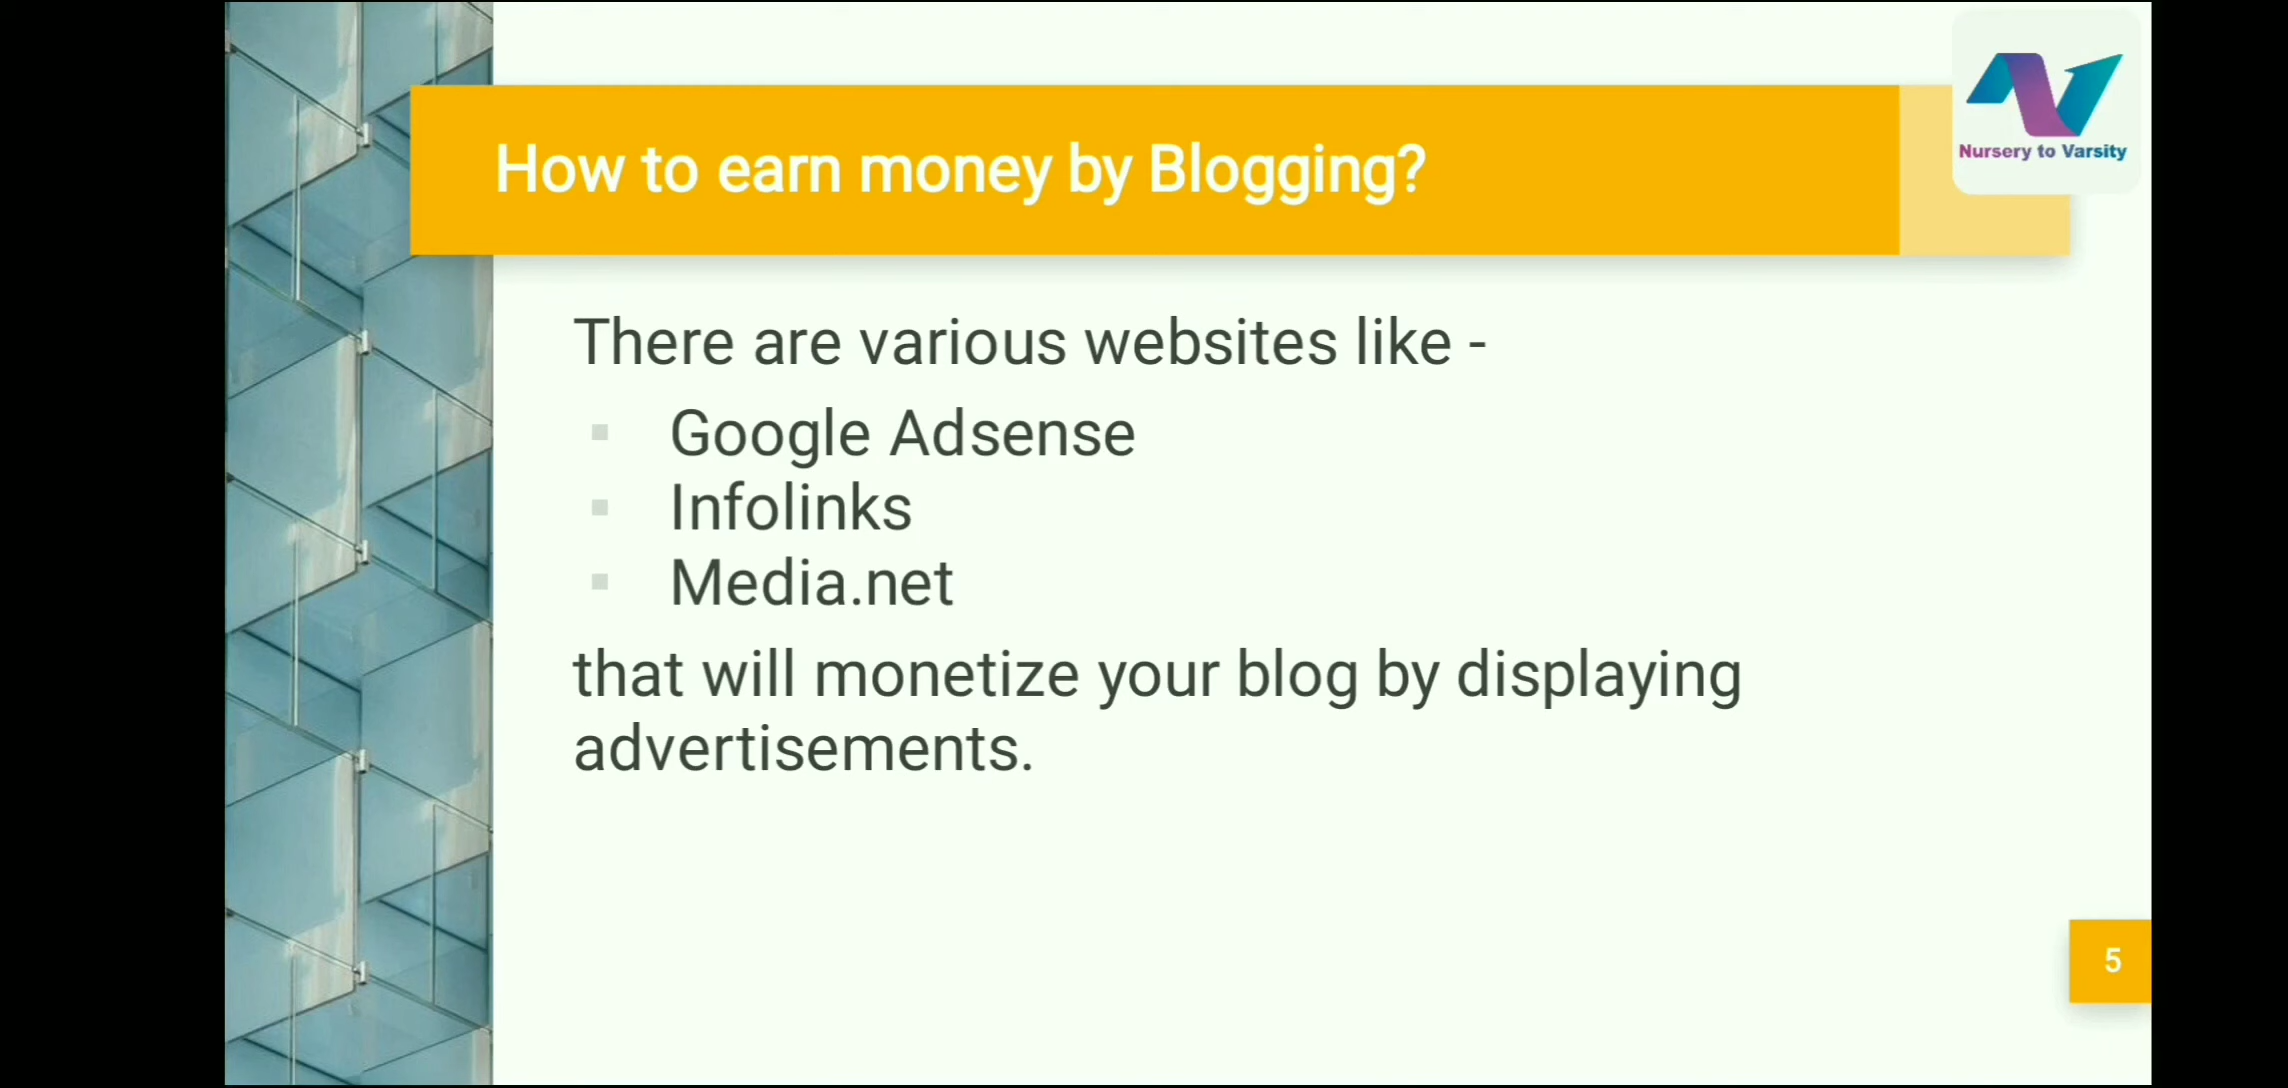 Nursery to Varsity
How to earn money by Blogging?
There are various websites like -
Google Adsense
Infolinks
Media.net
that will monetize your blog by displaying
advertisements.
5